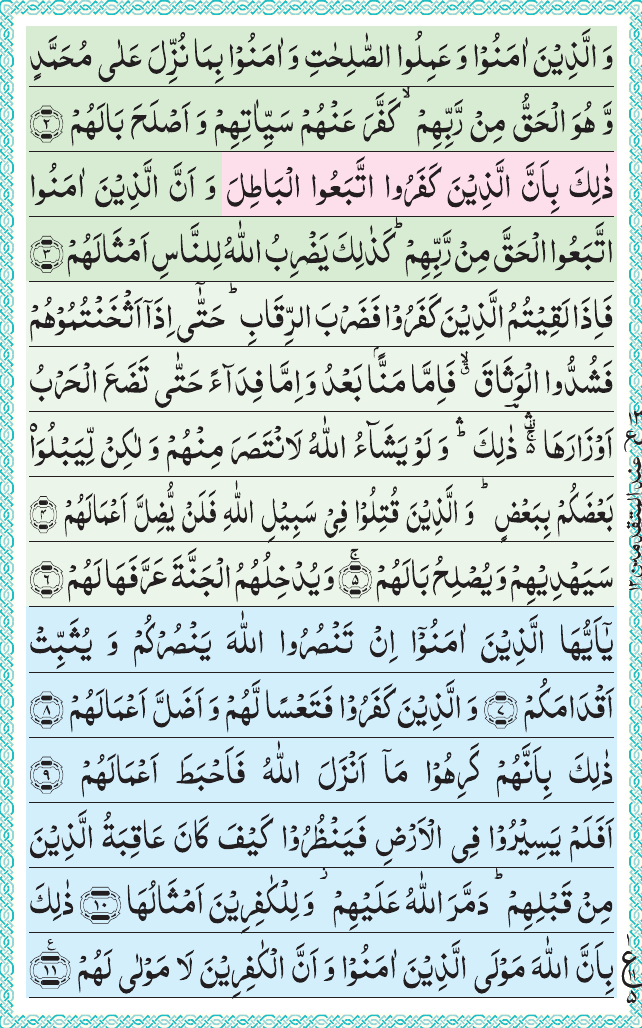 وَ الَّذِيْنَ اٰمَنُوْا وَ عَمِلُوا الصّٰلِحٰتِ وَ اٰمَنُوْا بِمَا نُزِّلَ عَلٰى مُحَمَّدٍ
وَّ هُوَ الْحَقُّ مِنْ رَّبِّهِمْ ۙ كَفَّرَ عَنْهُمْ سَيِّاٰتِهِمْ وَ اَصْلَحَ بَالَهُمْ ۝۲
ذٰلِكَ بِاَنَّ الَّذِيْنَ كَفَرُوا اتَّبَعُوا الْبَاطِلَ وَ اَنَّ الَّذِيْنَ اٰمَنُوا
اتَّبَعُوا الْحَقَّ مِنْ رَّبِّهِمْ ؕ كَذٰلِكَ يَضْرِبُ اللّٰهُ لِلنَّاسِ اَمْثَالَهُمْ ۝۳
فَاِذَا لَقِيْتُمُ الَّذِيْنَ كَفَرُوْا فَضَرْبَ الرِّقَابِ ؕ حَتّٰۤى اِذَاۤ اَثْخَنْتُمُوْهُمْ
فَشُدُّوا الْوَثَاقَ ۙ فَاِمَّا مَنًّۢا بَعْدُ وَ اِمَّا فِدَآءً حَتّٰى تَضَعَ الْحَرْبُ
اَوْزَارَهَا ذٰلِكَ ۛؕ وَ لَوْ يَشَآءُ اللّٰهُ لَانْتَصَرَ مِنْهُمْ وَ لٰكِنْ لِّيَبْلُوَا۠
بَعْضَكُمْ بِبَعْضٍ ؕ وَ الَّذِيْنَ قُتِلُوْا فِيْ سَبِيْلِ اللّٰهِ فَلَنْ يُّضِلَّ اَعْمَالَهُمْ ۝۴
سَيَهْدِيْهِمْ وَ يُصْلِحُ بَالَهُمْ ۝۵ۚ وَ يُدْخِلُهُمُ الْجَنَّةَ عَرَّفَهَا لَهُمْ ۝۶
يٰۤاَيُّهَا الَّذِيْنَ اٰمَنُوْۤا اِنْ تَنْصُرُوا اللّٰهَ يَنْصُرْكُمْ وَ يُثَبِّتْ
اَقْدَامَكُمْ ۝۷ وَ الَّذِيْنَ كَفَرُوْا فَتَعْسًا لَّهُمْ وَ اَضَلَّ اَعْمَالَهُمْ ۝۸
ذٰلِكَ بِاَنَّهُمْ كَرِهُوْا مَاۤ اَنْزَلَ اللّٰهُ فَاَحْبَطَ اَعْمَالَهُمْ ۝۹
اَفَلَمْ يَسِيْرُوْا فِى الْاَرْضِ فَيَنْظُرُوْا كَيْفَ كَانَ عَاقِبَةُ الَّذِيْنَ
مِنْ قَبْلِهِمْ ؕ دَمَّرَ اللّٰهُ عَلَيْهِمْ ؗ وَ لِلْكٰفِرِيْنَ اَمْثَالُهَا ۝۱۰ ذٰلِكَ
بِاَنَّ اللّٰهَ مَوْلَى الَّذِيْنَ اٰمَنُوْا وَ اَنَّ الْكٰفِرِيْنَ لَا مَوْلٰى لَهُمْ ۝۱۱